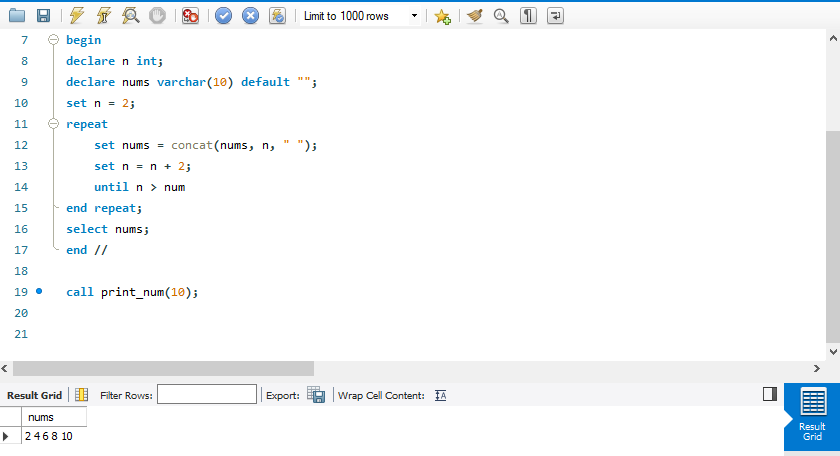 Limit to 1000 rows
7 begin
8 declare n int;
9 declare nums varchar(10) default "";
10 set n = 2;
11 repeat
12 set nums = concat(nums, n, " ");
13 set n = n + 2;
14 until n > num
15 end repeat;
16 select nums;
17 end //
18
19 call print_num(10);
20
21
Result Grid Filter Rows: Export: Wrap Cell Content:
nums
2 4 6 8 10
Result
Grid